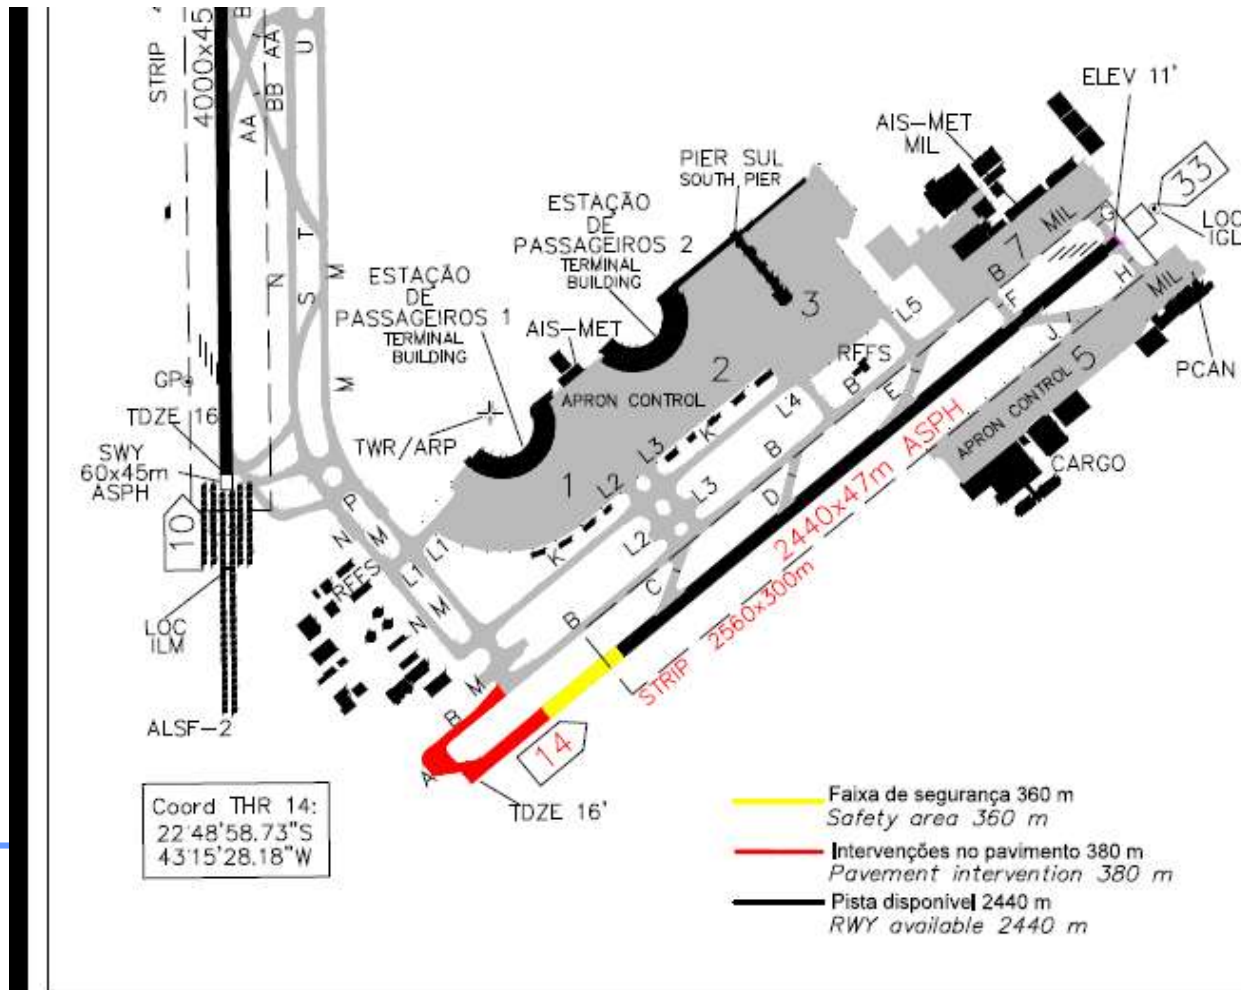 STRIP
4000x45
B
AA
U
BB
AA
N
T
S
M
M
GP
TDZE 16'
SWY
60x45m
ASPH
10
LOC
ILM
ALSF-2
ESTAÇÃO
DE
PASSAGEIROS 1
TERMINAL
BUILDING
AIS-MET
TWR/ARP
ESTAÇÃO
DE
PASSAGEIROS 2
TERMINAL
BUILDING
PIER SUL
SOUTH PIER
AIS-MET
MIL
ELEV 11'
33
LOC
IGL
G
MIL
7
B
F
H
MIL
J
5
APRON CONTROL
PCAN
CARGO
3
2
1
APRON CONTROL
L5
RFFS
B
E
L4
K
L3
L2
K
L3
B
D
L2
C
B
P
M
N
L1
L1
RFFS
M
N
M
B
A
2440x47m ASPH
STRIP 2560x300m
14
TDZE 16'
Coord THR 14:
22°48'58.73"S
43°15'28.18"W
Faixa de segurança 360 m
Safety area 360 m
Intervenções no pavimento 380 m
Pavement intervention 380 m
Pista disponível 2440 m
RWY available 2440 m